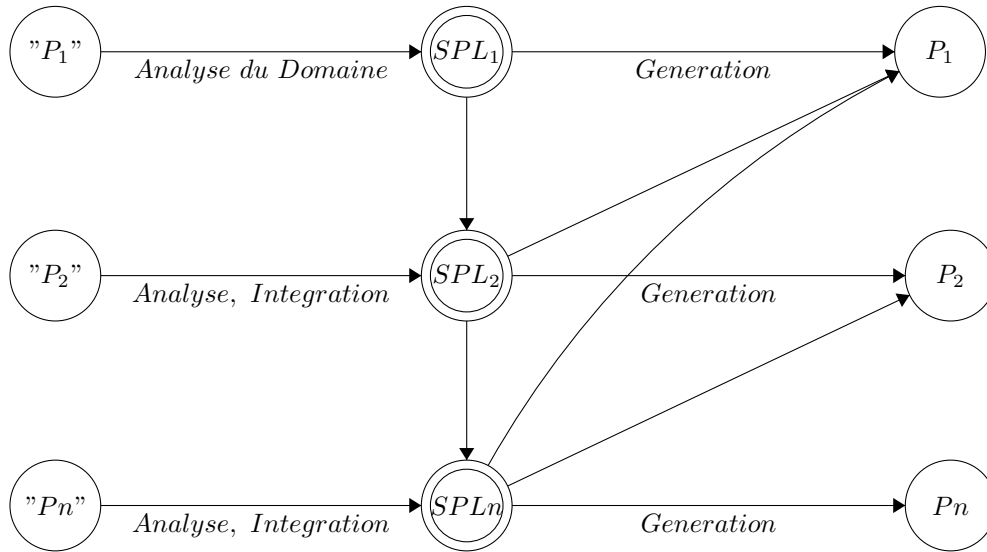 "P₁" SPL₁ P₁
Analyse du Domaine Generation
"P₂" SPL₂ P₂
Analyse, Integration Generation
"Pn" SPLn Pn
Analyse, Integration Generation